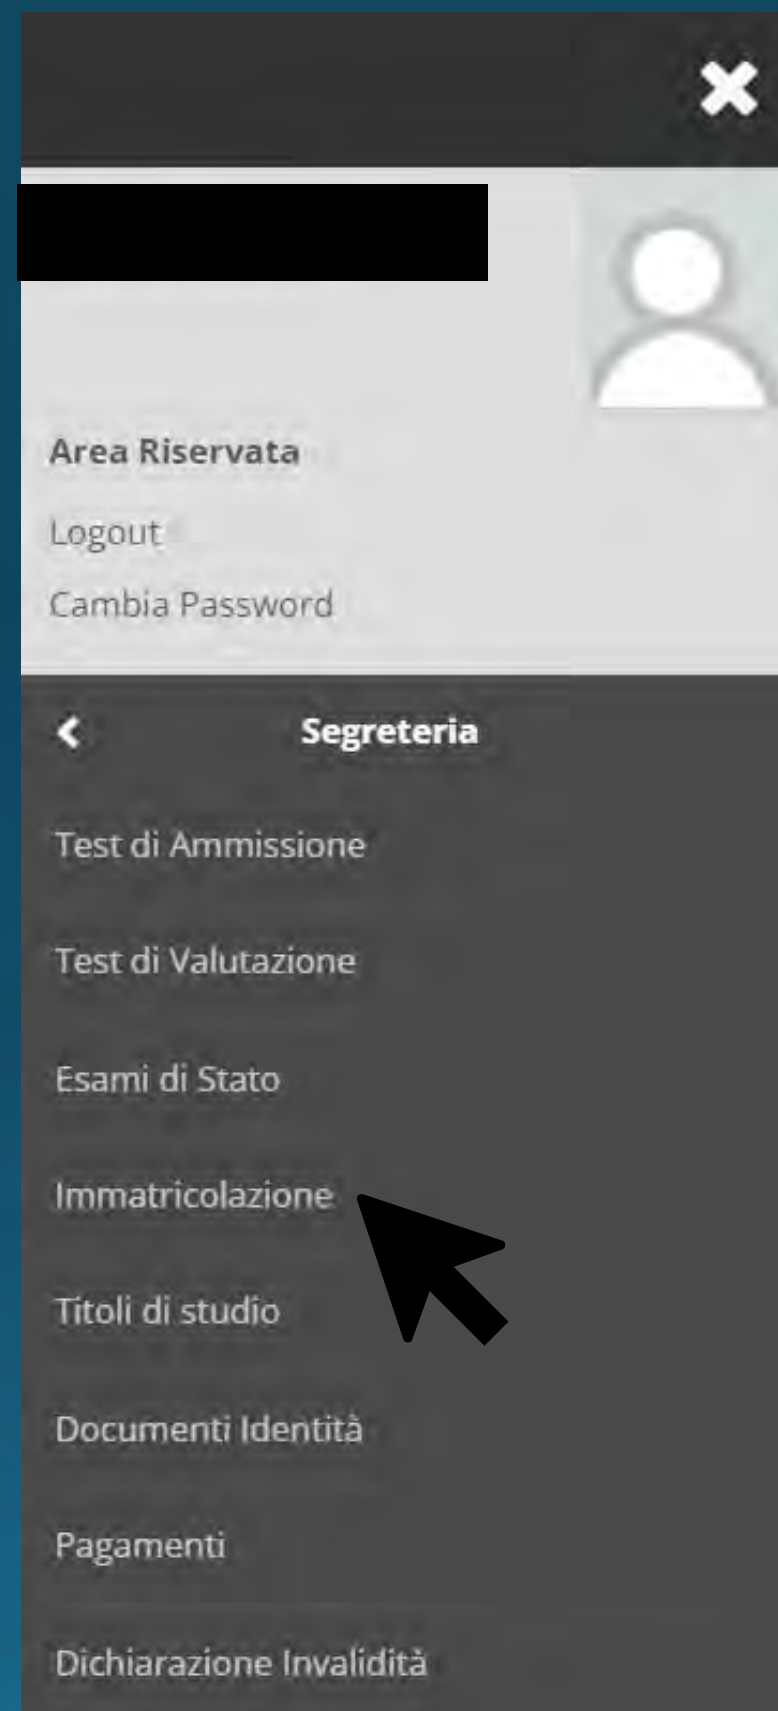 Area Riservata
Logout
Cambia Password
Segreteria
Test di Ammissione
Test di Valutazione
Esami di Stato
Immatricolazione
Titoli di studio
Documenti Identità
Pagamenti
Dichiarazione Invalidità